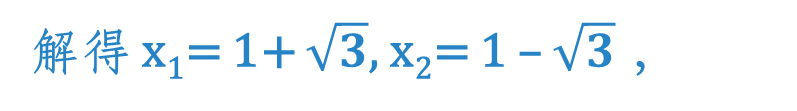 解得 x₁= 1+ √3, x₂= 1 – √3 ,